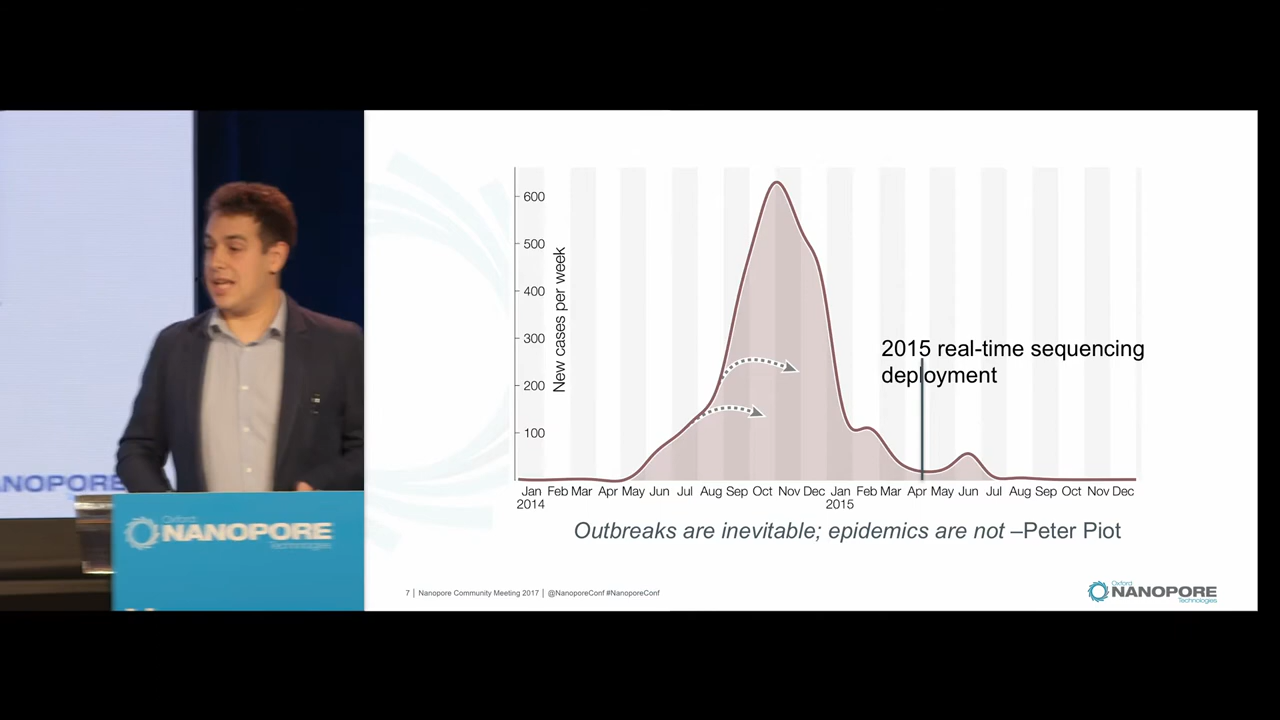 ANOPORE
Oxford
NANOPORE
Technologies
600
500
400
300
200
100
New cases per week
2015 real-time sequencing
deployment
Jan Feb Mar Apr May Jun Jul Aug Sep Oct Nov Dec Jan Feb Mar Apr May Jun Jul Aug Sep Oct Nov Dec
2014 2015
Outbreaks are inevitable; epidemics are not –Peter Piot
7 | Nanopore Community Meeting 2017 | @NanoporeConf #NanoporeConf
Oxford
NANOPORE
Technologies